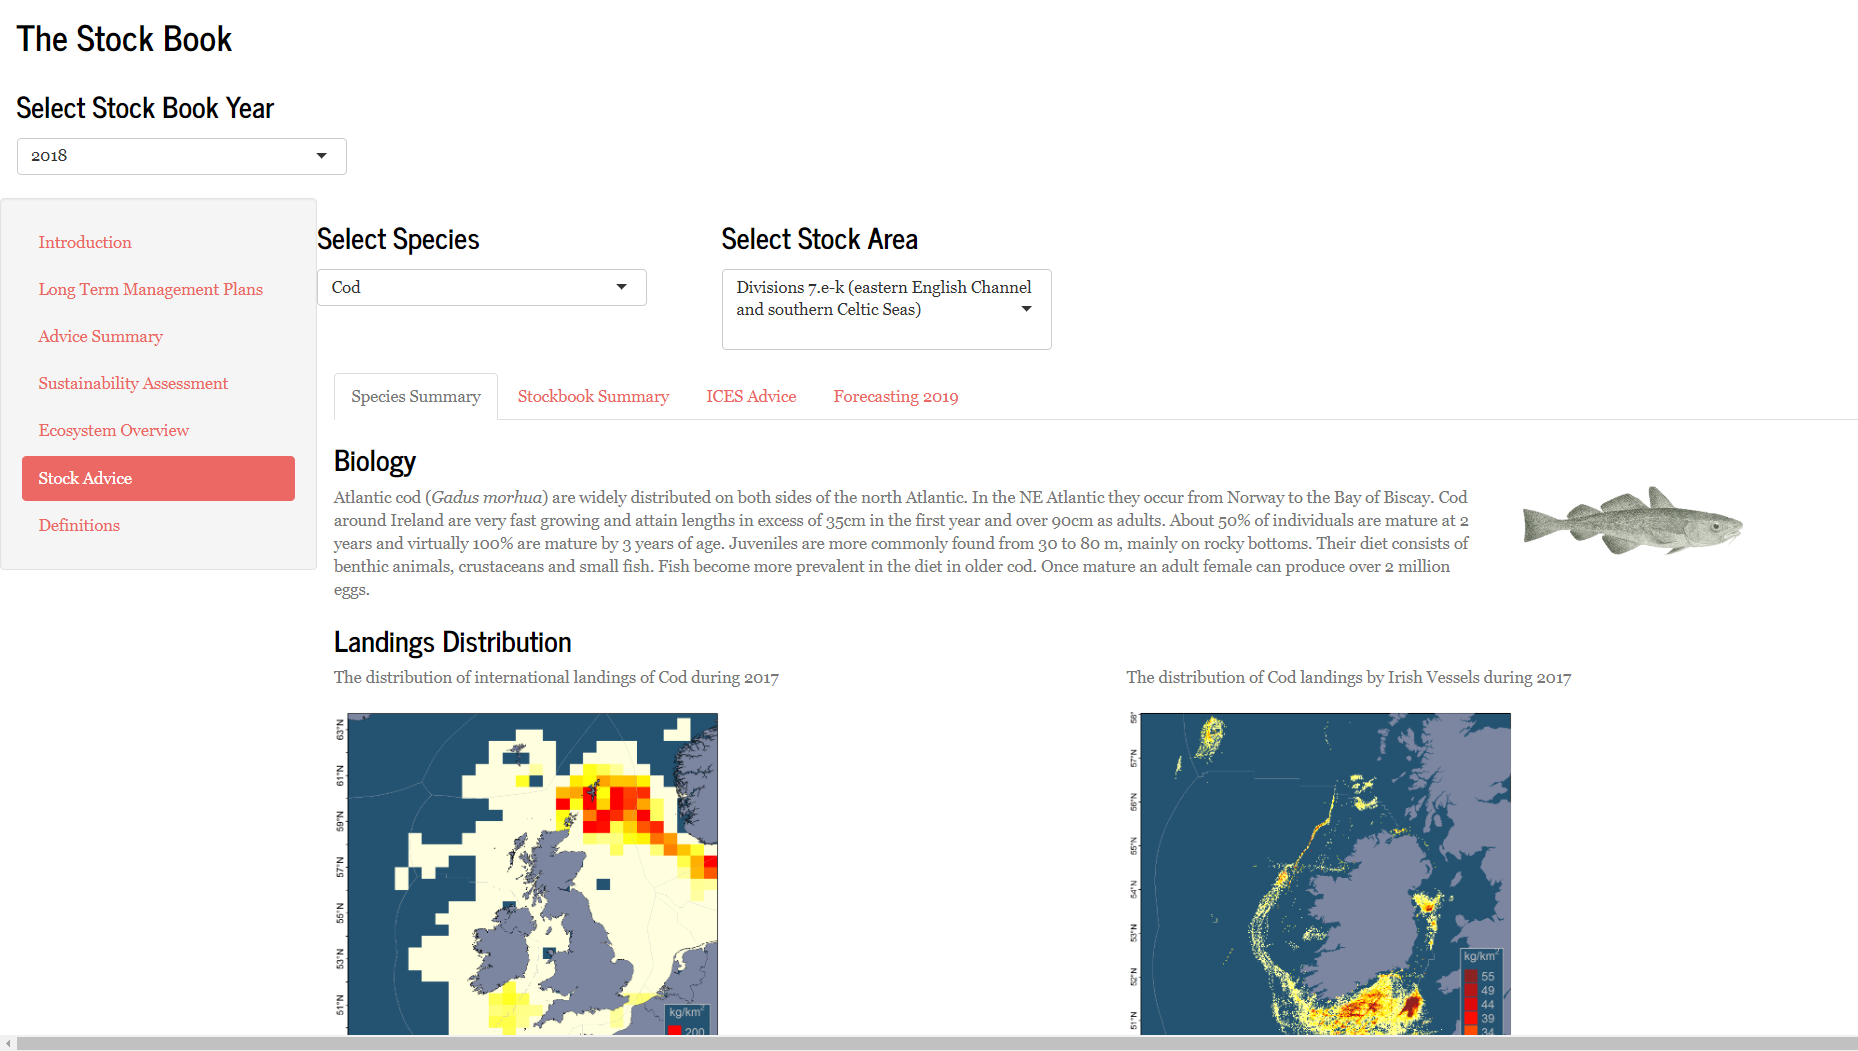 The Stock Book
Select Stock Book Year
2018
Introduction
Long Term Management Plans
Advice Summary
Sustainability Assessment
Ecosystem Overview
Stock Advice
Definitions
Select Species
Cod
Select Stock Area
Divisions 7.e-k (eastern English Channel
and southern Celtic Seas)
Species Summary
Stockbook Summary
ICES Advice
Forecasting 2019
Biology
Atlantic cod (Gadus morhua) are widely distributed on both sides of the north Atlantic. In the NE Atlantic they occur from Norway to the Bay of Biscay. Cod
around Ireland are very fast growing and attain lengths in excess of 35cm in the first year and over 90cm as adults. About 50% of individuals are mature at 2
years and virtually 100% are mature by 3 years of age. Juveniles are more commonly found from 30 to 80 m, mainly on rocky bottoms. Their diet consists of
benthic animals, crustaceans and small fish. Fish become more prevalent in the diet in older cod. Once mature an adult female can produce over 2 million
eggs.
Landings Distribution
The distribution of international landings of Cod during 2017
63°N
61°N
59°N
57°N
55°N
53°N
51°N
kg/km²
200
The distribution of Cod landings by Irish Vessels during 2017
58°
57°N
56°N
55°N
54°N
53°N
52°N
51°N
kg/km²
55
49
44
39
34